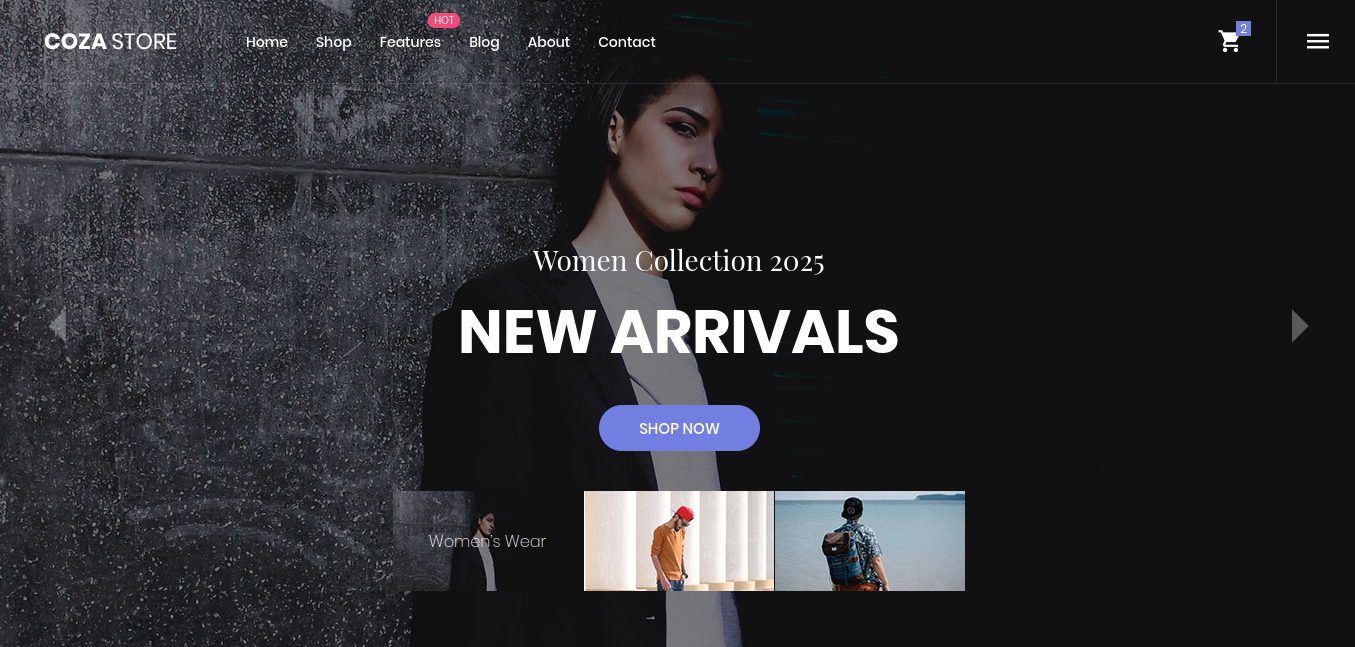 HOT
COZA STORE
Home Shop Features Blog About Contact
2
Women Collection 2025
NEW ARRIVALS
SHOP NOW
Women's Wear